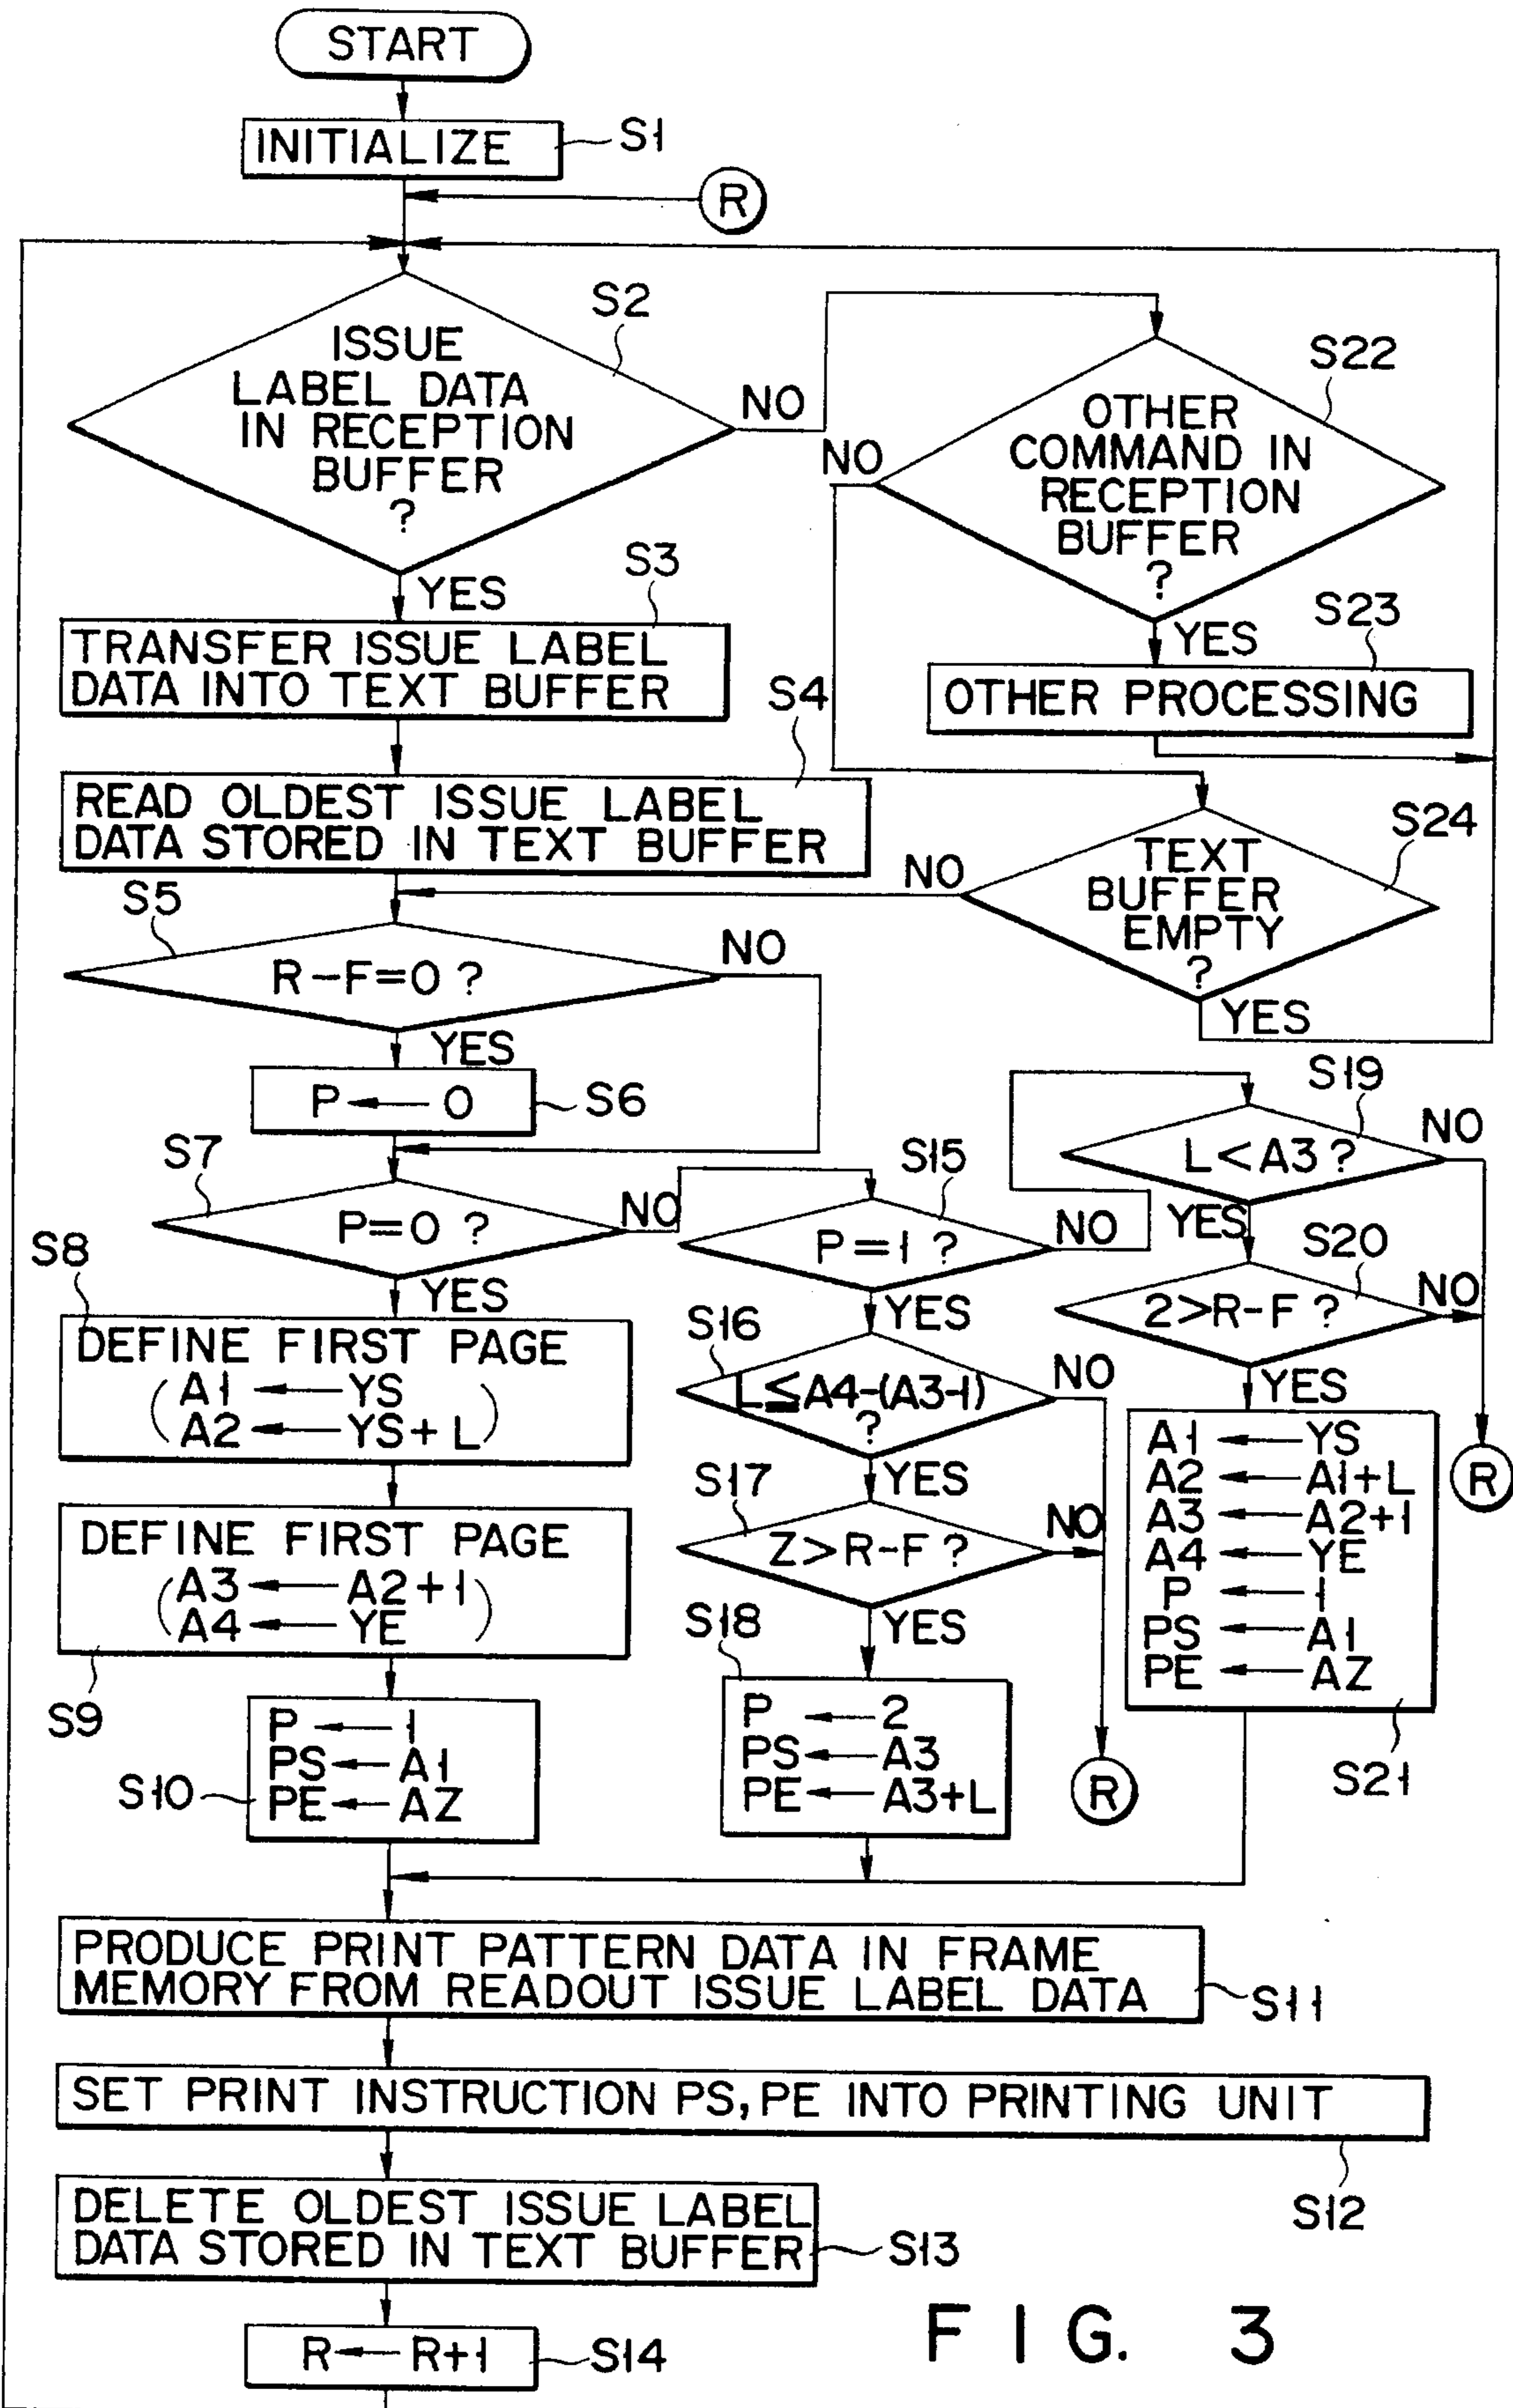 START
INITIALIZE
S1
R
S2
ISSUE
LABEL DATA
IN RECEPTION
BUFFER
?
NO
YES
S22
OTHER
COMMAND IN
RECEPTION
BUFFER
?
NO
YES
S3
TRANSFER ISSUE LABEL
DATA INTO TEXT BUFFER
S23
OTHER PROCESSING
S4
READ OLDEST ISSUE LABEL
DATA STORED IN TEXT BUFFER
S24
TEXT
BUFFER
EMPTY
?
NO
YES
S5
R-F=0 ?
NO
YES
P ← 0
S6
S7
P=0 ?
NO
YES
S15
P=1 ?
NO
YES
S19
L<A3 ?
NO
YES
S20
2>R-F ?
NO
YES
S8
DEFINE FIRST PAGE
(A1 ← YS
A2 ← YS+L)
S16
L≦A4-(A3-1)
?
NO
YES
S17
Z>R-F ?
NO
YES
A1 ← YS
A2 ← A1+L
A3 ← A2+1
A4 ← YE
P ← 1
PS ← A1
PE ← AZ
S21
R
DEFINE FIRST PAGE
(A3 ← A2+1
A4 ← YE)
S9
S10
P ← 1
PS ← A1
PE ← AZ
S18
P ← 2
PS ← A3
PE ← A3+L
R
PRODUCE PRINT PATTERN DATA IN FRAME
MEMORY FROM READOUT ISSUE LABEL DATA
S11
SET PRINT INSTRUCTION PS, PE INTO PRINTING UNIT
S12
DELETE OLDEST ISSUE LABEL
DATA STORED IN TEXT BUFFER
S13
R ← R+1
S14
FIG. 3